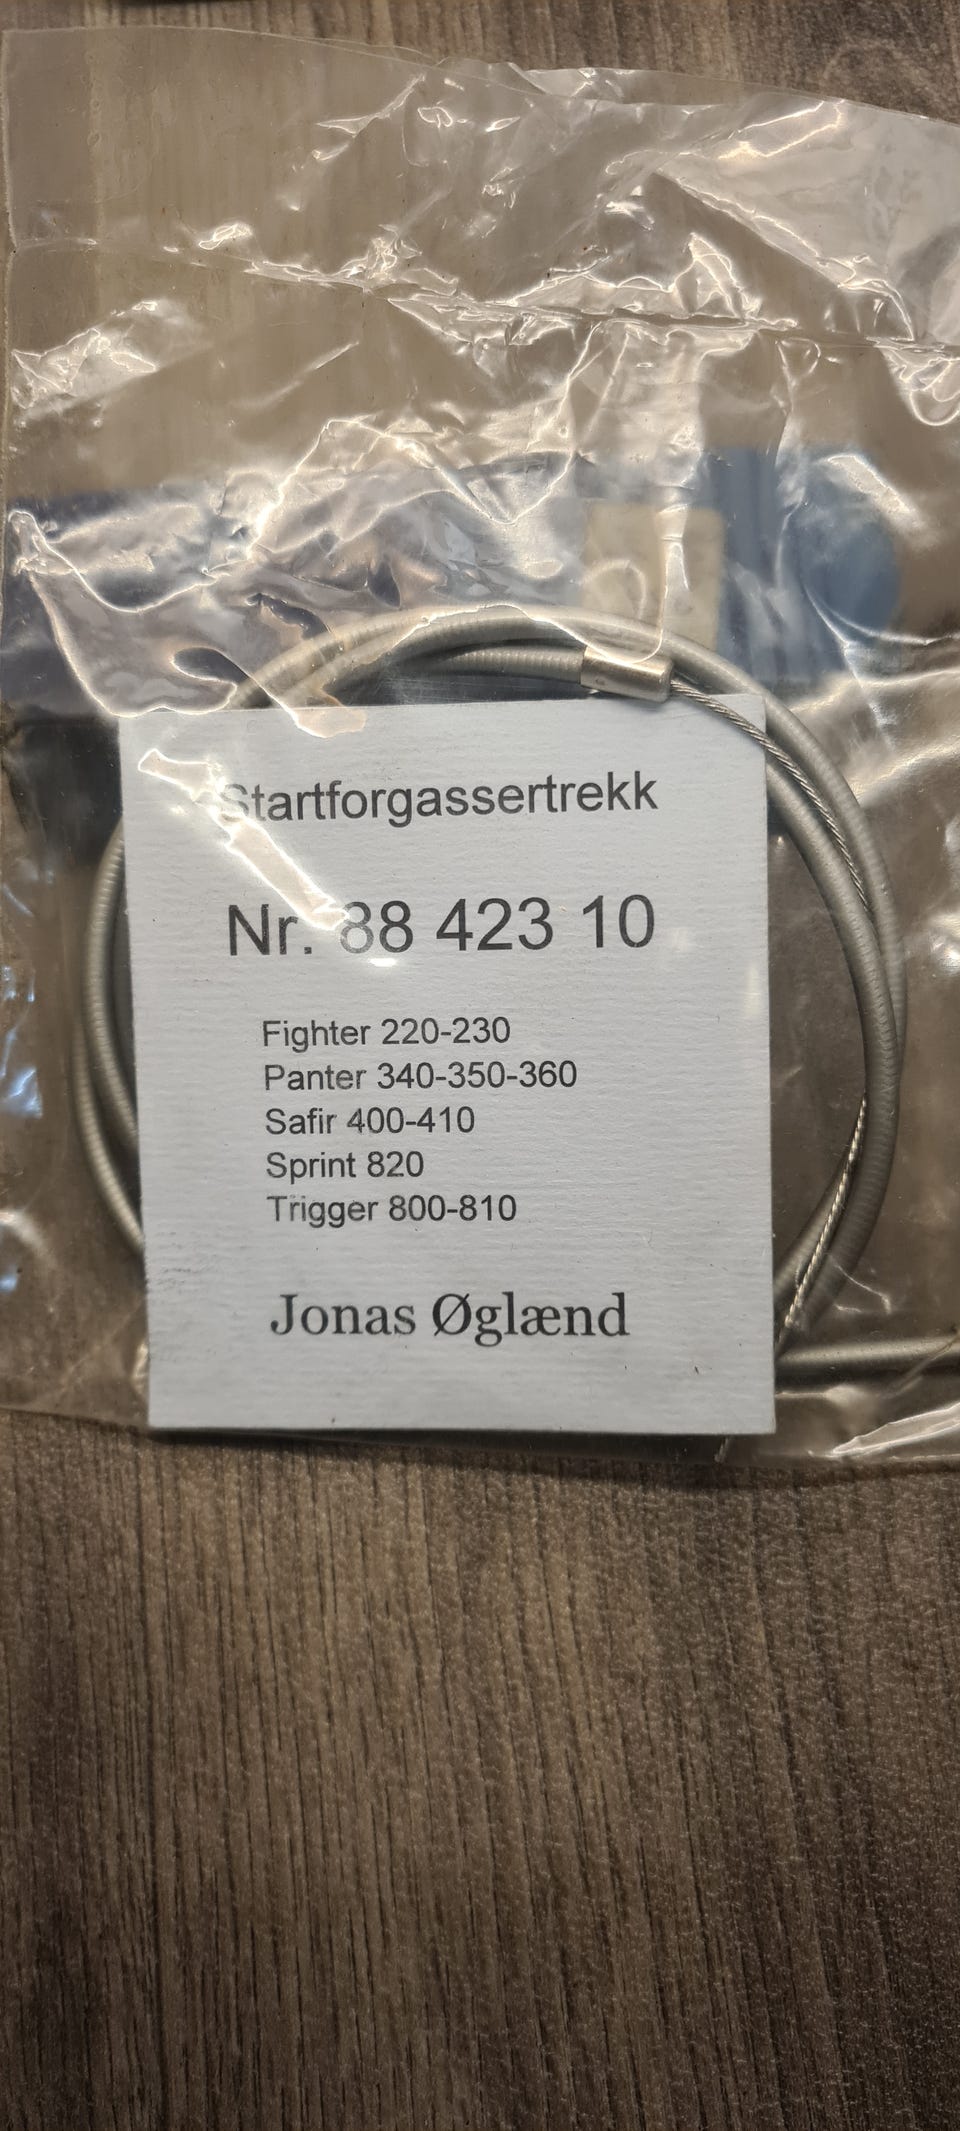 Startforgassertrekk
Nr. 88 423 10
Fighter 220-230
Panter 340-350-360
Safir 400-410
Sprint 820
Trigger 800-810
Jonas Øglænd